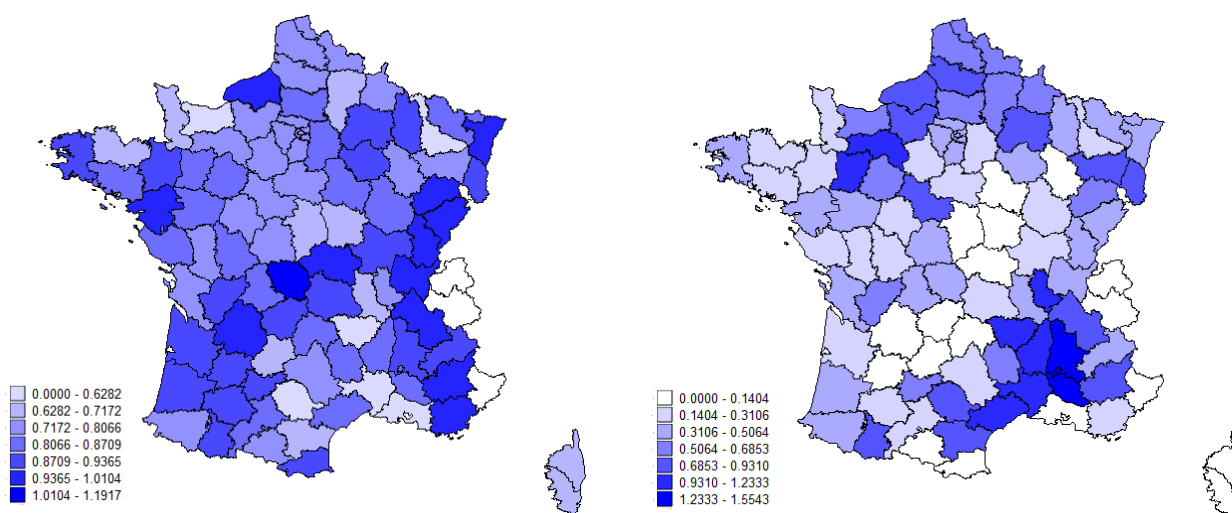 0.0000 - 0.6282
0.6282 - 0.7172
0.7172 - 0.8066
0.8066 - 0.8709
0.8709 - 0.9365
0.9365 - 1.0104
1.0104 - 1.1917
0.0000 - 0.1404
0.1404 - 0.3106
0.3106 - 0.5064
0.5064 - 0.6853
0.6853 - 0.9310
0.9310 - 1.2333
1.2333 - 1.5543